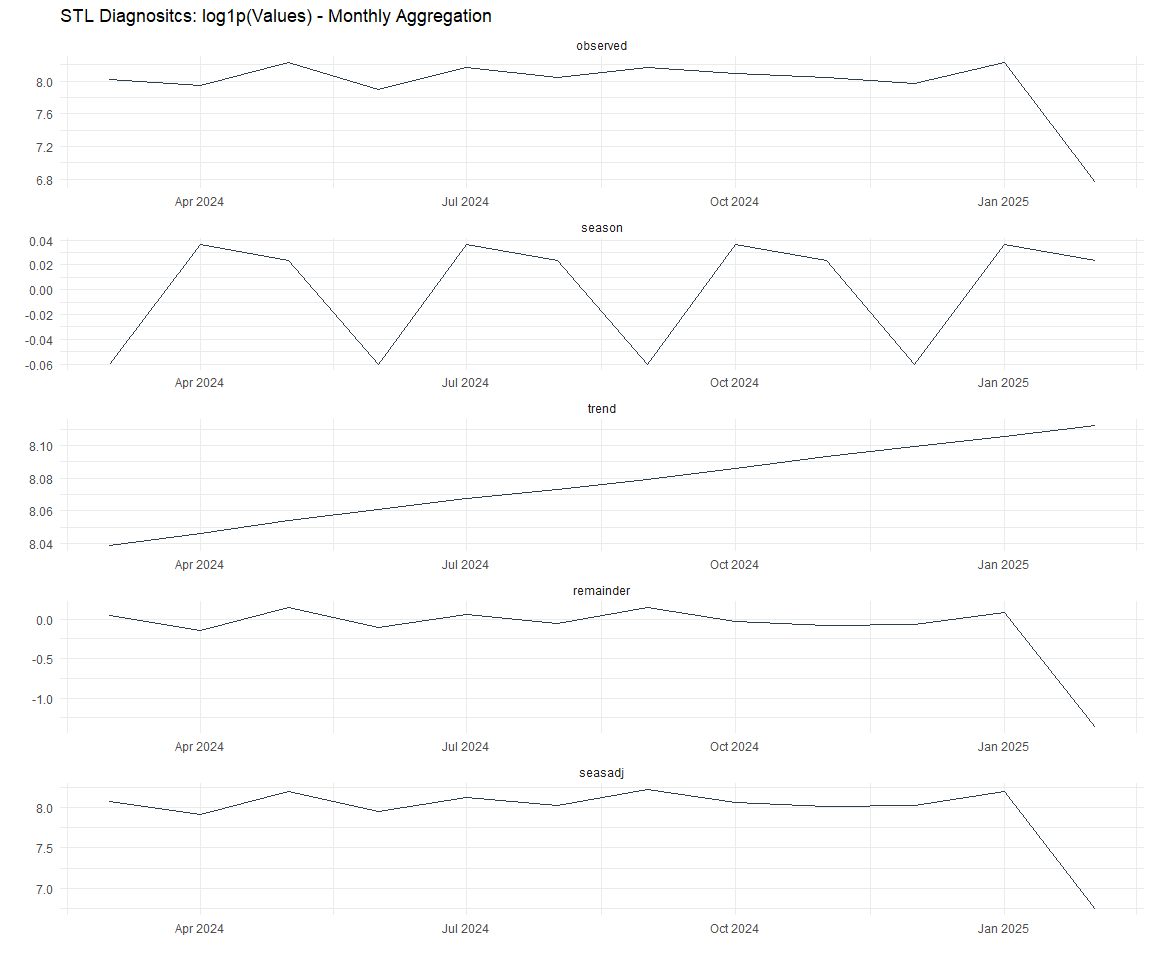 STL Diagnositcs: log1p(Values) - Monthly Aggregation
observed
8.0
7.6
7.2
6.8
Apr 2024 Jul 2024 Oct 2024 Jan 2025
season
0.04
0.02
0.00
-0.02
-0.04
-0.06
Apr 2024 Jul 2024 Oct 2024 Jan 2025
trend
8.10
8.08
8.06
8.04
Apr 2024 Jul 2024 Oct 2024 Jan 2025
remainder
0.0
-0.5
-1.0
Apr 2024 Jul 2024 Oct 2024 Jan 2025
seasadj
8.0
7.5
7.0
Apr 2024 Jul 2024 Oct 2024 Jan 2025